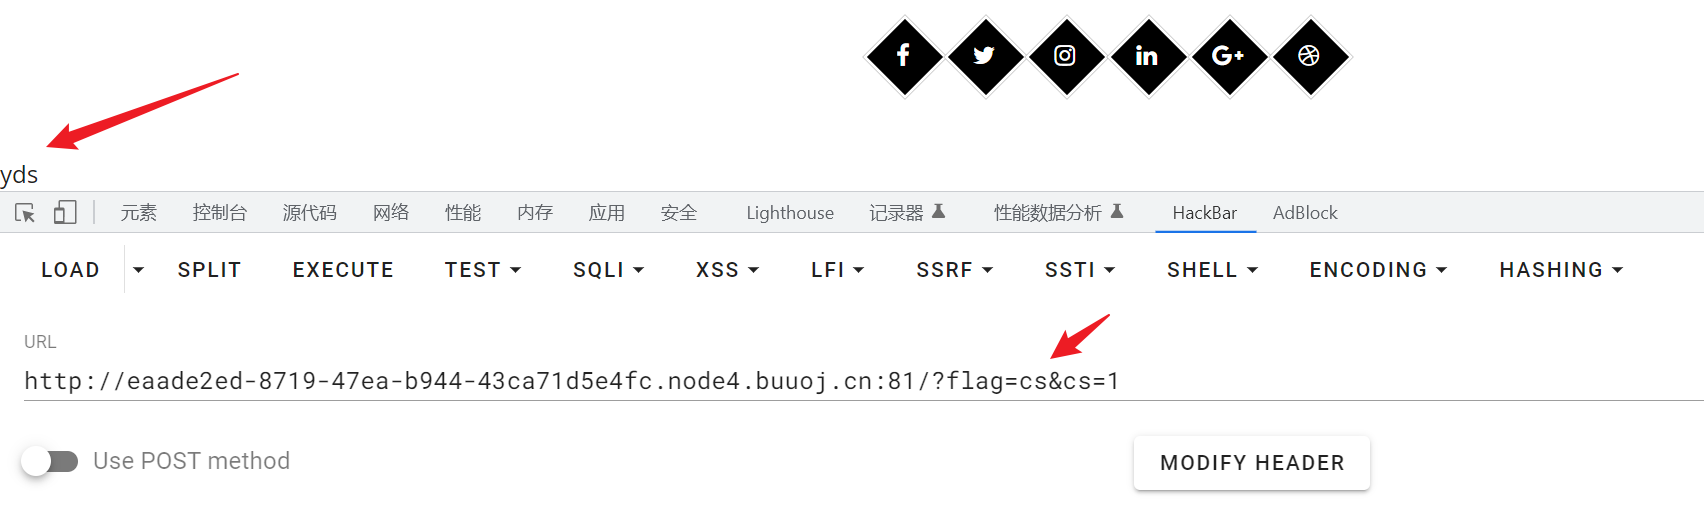 yds
元素 控制台 源代码 网络 性能 内存 应用 安全 Lighthouse 记录器 性能数据分析 HackBar AdBlock
LOAD SPLIT EXECUTE TEST SQLI XSS LFI SSRF SSTI SHELL ENCODING HASHING
URL
http://eaade2ed-8719-47ea-b944-43ca71d5e4fc.node4.buuoj.cn:81/?flag=cs&cs=1
Use POST method MODIFY HEADER